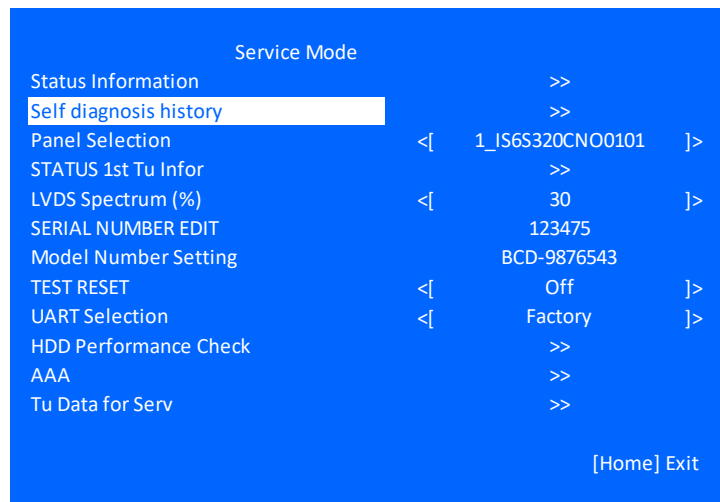 Service Mode
Status Information >>
Self diagnosis history >>
Panel Selection <[ 1_IS6S320CNO0101 ]>
STATUS 1st Tu Infor >>
LVDS Spectrum (%) <[ 30 ]>
SERIAL NUMBER EDIT 123475
Model Number Setting BCD-9876543
TEST RESET <[ Off ]>
UART Selection <[ Factory ]>
HDD Performance Check >>
AAA >>
Tu Data for Serv >>
[Home] Exit